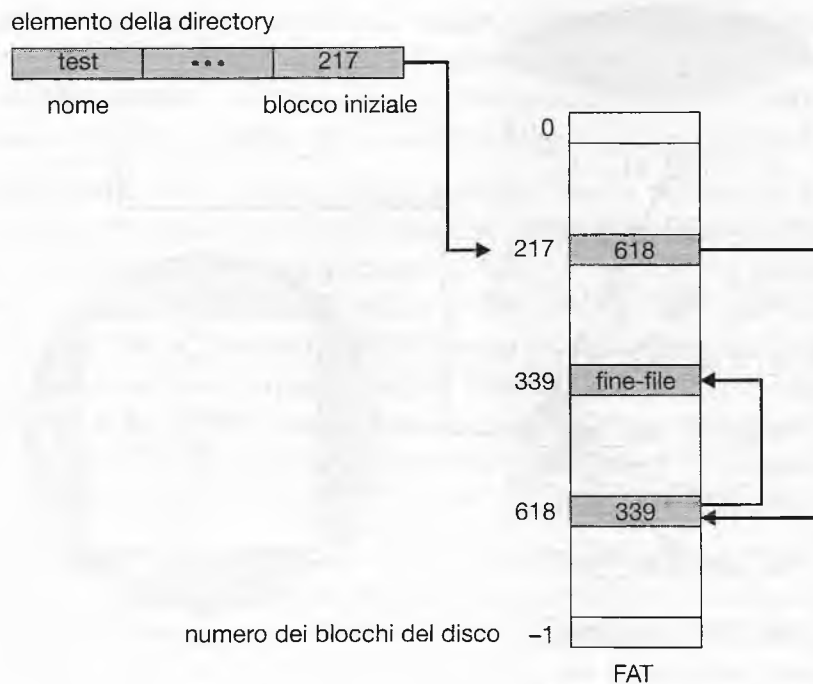 elemento della directory
test ••• 217
nome blocco iniziale
0
217 618
339 fine-file
618 339
numero dei blocchi del disco –1
FAT